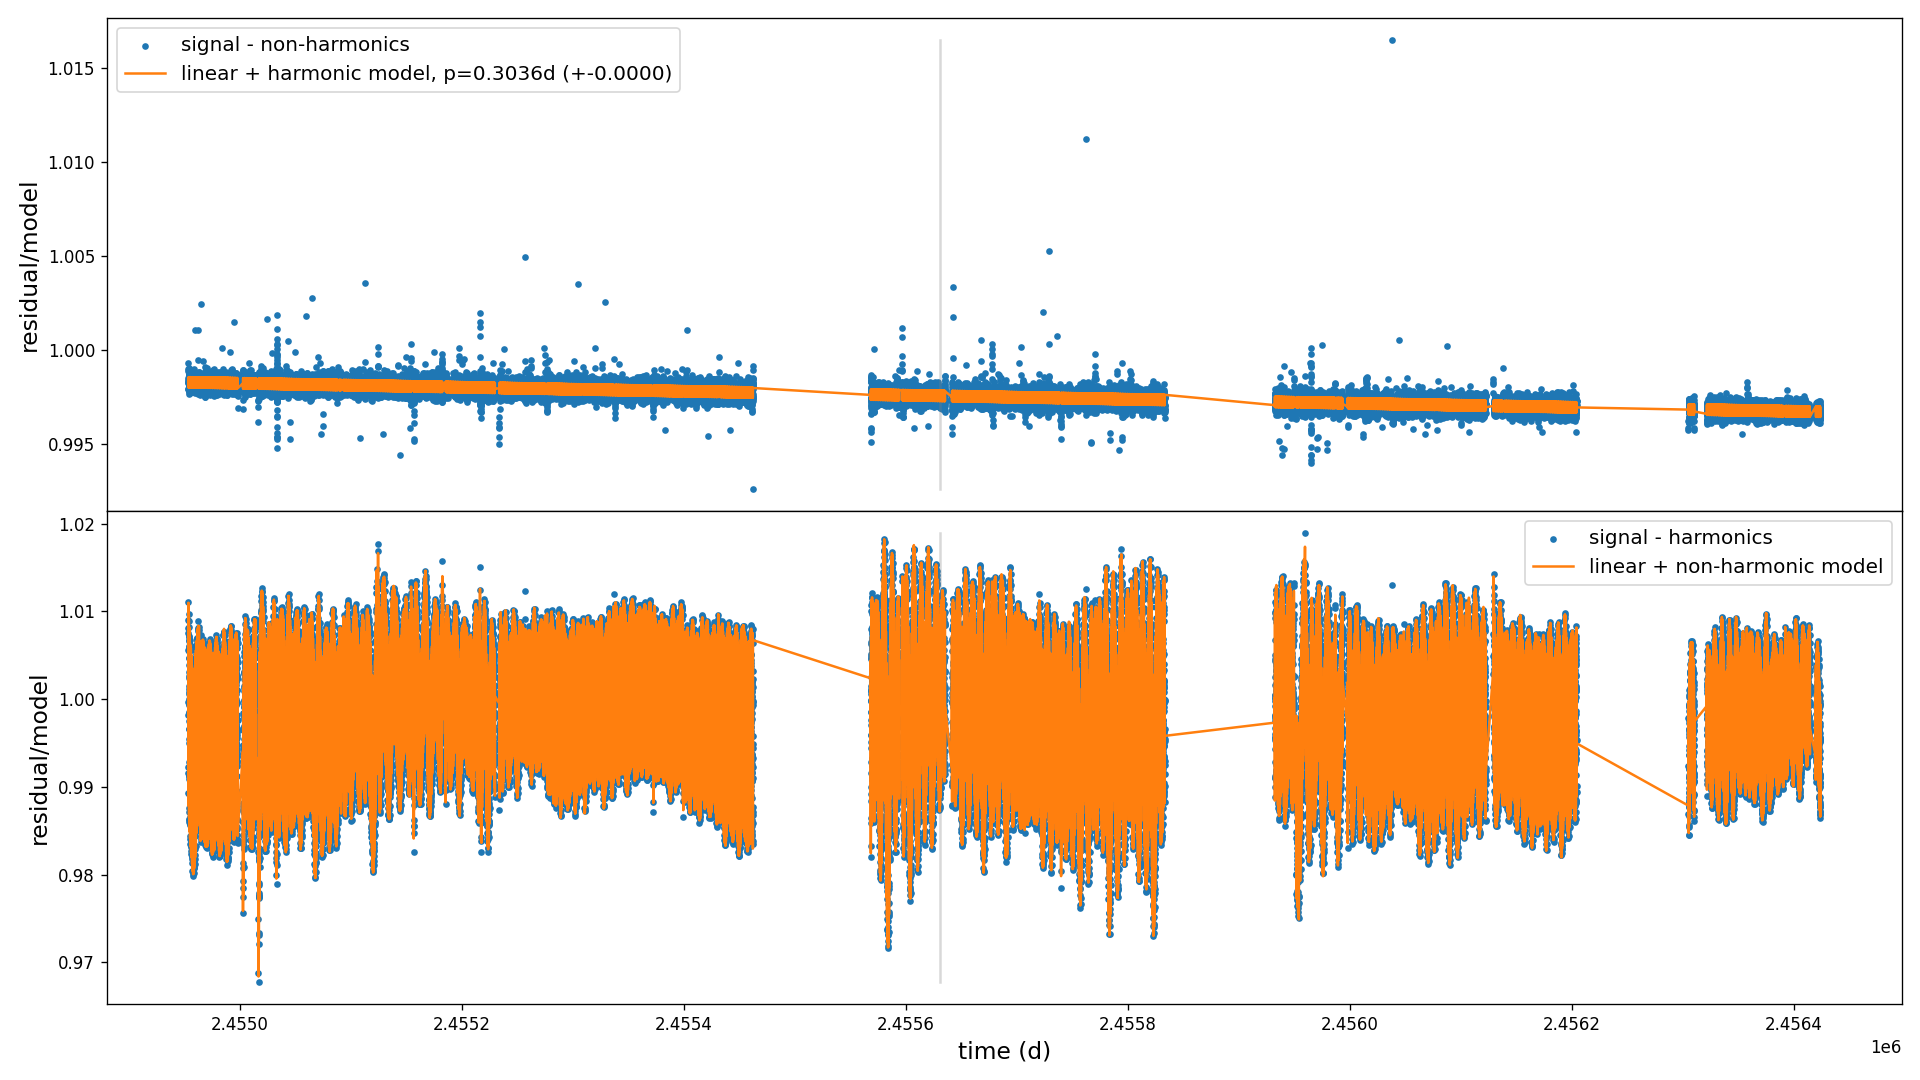 signal - non-harmonics
linear + harmonic model, p=0.3036d (+-0.0000)
residual/model
1.015
1.010
1.005
1.000
0.995
signal - harmonics
linear + non-harmonic model
residual/model
1.02
1.01
1.00
0.99
0.98
0.97
2.4550 2.4552 2.4554 2.4556 2.4558 2.4560 2.4562 2.4564
1e6
time (d)